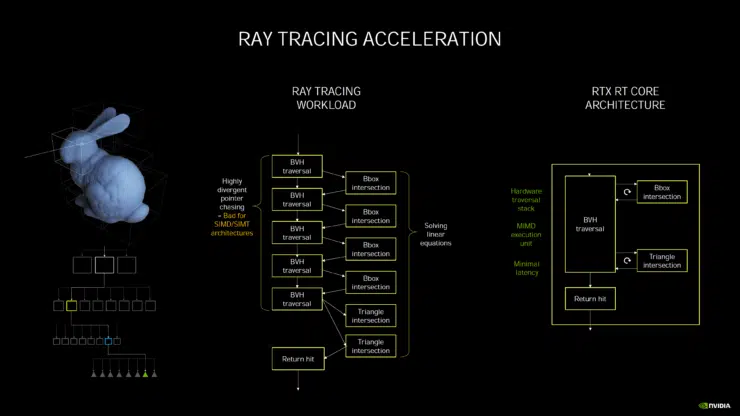 RAY TRACING ACCELERATION
RAY TRACING
WORKLOAD
Highly
divergent
pointer
chasing
= Bad for
SIMD/SIMT
architectures
BVH
traversal
Bbox
intersection
BVH
traversal
Bbox
intersection
BVH
traversal
Bbox
intersection
BVH
traversal
Bbox
intersection
BVH
traversal
Triangle
intersection
Triangle
intersection
Return hit
Solving
linear
equations
RTX RT CORE
ARCHITECTURE
Hardware
traversal
stack
MIMD
execution
unit
Minimal
latency
BVH
traversal
Bbox
intersection
Triangle
intersection
Return hit
NVIDIA